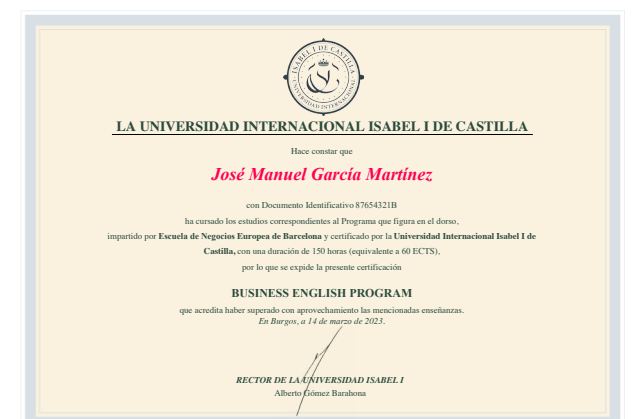 ISABEL I DE CASTILLA
UNIVERSIDAD INTERNACIONAL
LA UNIVERSIDAD INTERNACIONAL ISABEL I DE CASTILLA
Hace constar que
José Manuel García Martínez
con Documento Identificativo 87654321B
ha cursado los estudios correspondientes al Programa que figura en el dorso,
impartido por Escuela de Negocios Europea de Barcelona y certificado por la Universidad Internacional Isabel I de
Castilla, con una duración de 150 horas (equivalente a 60 ECTS),
por lo que se expide la presente certificación
BUSINESS ENGLISH PROGRAM
que acredita haber superado con aprovechamiento las mencionadas enseñanzas.
En Burgos, a 14 de marzo de 2023.
RECTOR DE LA UNIVERSIDAD ISABEL I
Alberto Gómez Barahona